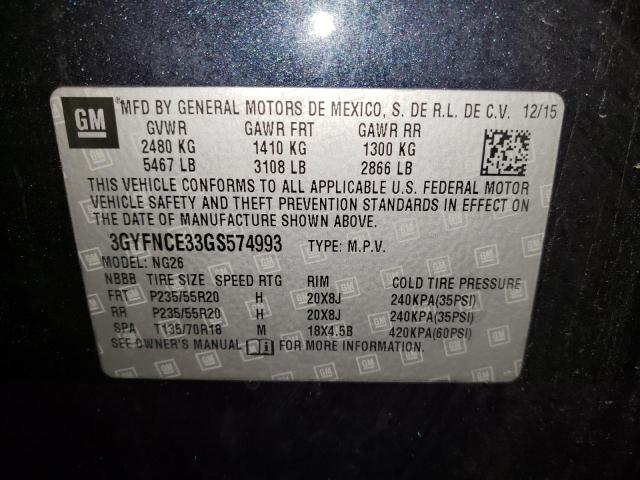 GM ® MFD BY GENERAL MOTORS DE MEXICO, S. DE R.L. DE C.V. 12/15
GVWR GAWR FRT GAWR RR
2480 KG 1410 KG 1300 KG
5467 LB 3108 LB 2866 LB
THIS VEHICLE CONFORMS TO ALL APPLICABLE U.S. FEDERAL MOTOR
VEHICLE SAFETY AND THEFT PREVENTION STANDARDS IN EFFECT ON
THE DATE OF MANUFACTURE SHOWN ABOVE.
3GYFNCE33GS574993 TYPE: M.P.V.
MODEL: NG26
NBBB TIRE SIZE SPEED RTG RIM COLD TIRE PRESSURE
FRT P235/55R20 H 20X8J 240KPA(35PSI)
RR P235/55R20 H 20X8J 240KPA(35PSI)
SPA T135/70R18 M 18X4.5B 420KPA(60PSI)
SEE OWNER'S MANUAL FOR MORE INFORMATION.